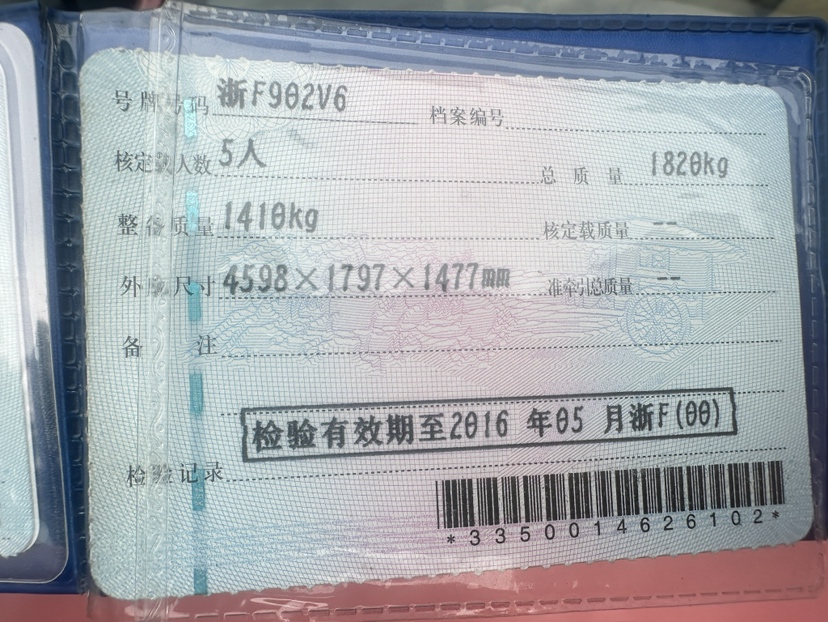 号牌号码 浙F902V6 档案编号
核定载人数 5人 总质量 1820kg
整备质量 1410kg 核定载质量 --
外廓尺寸 4598×1797×1477mm 准牵引总质量 --
备注
检验有效期至2016年05月浙F(00)
检验记录
*3350014626102*